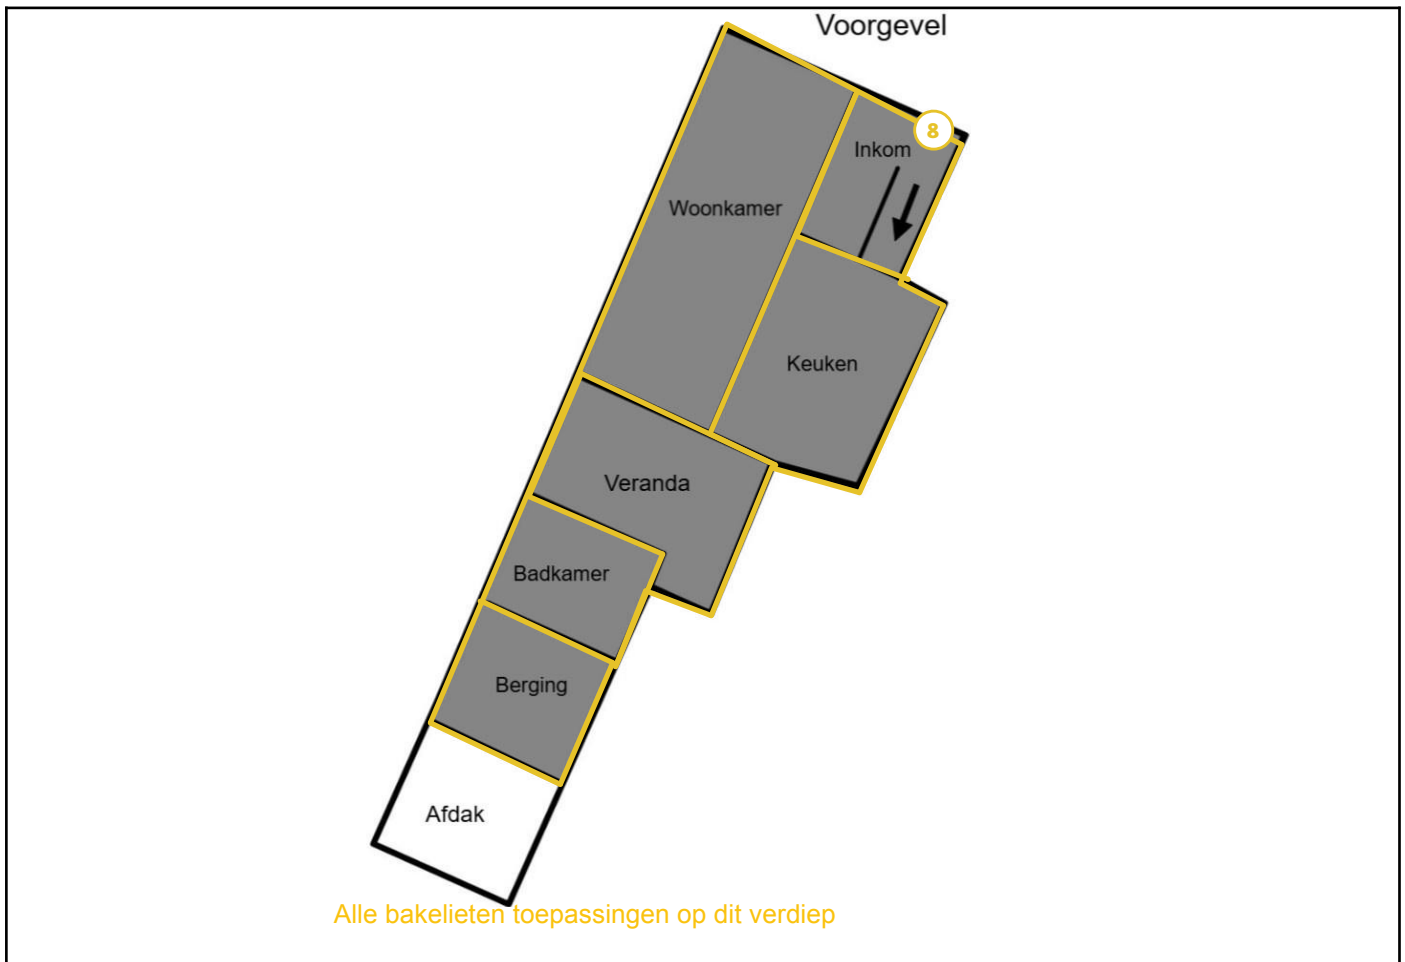 Voorgevel
8
Inkom
Woonkamer
Keuken
Veranda
Badkamer
Berging
Afdak
Alle bakelieten toepassingen op dit verdiep